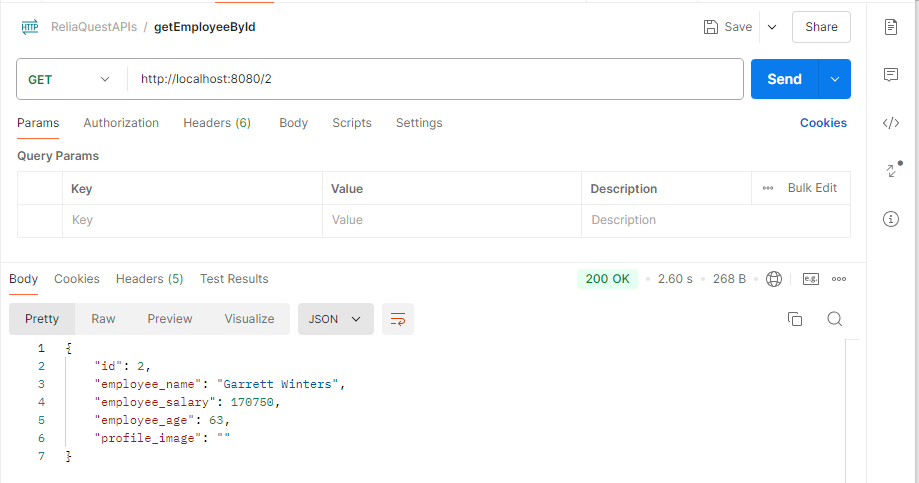 HTTP ReliaQuestAPIs / getEmployeeById Save Share
GET http://localhost:8080/2 Send
Params Authorization Headers (6) Body Scripts Settings Cookies
Query Params
Key Value Description Bulk Edit
Key Value Description
Body Cookies Headers (5) Test Results 200 OK • 2.60 s • 268 B e.g.
Pretty Raw Preview Visualize JSON
1 {
2 "id": 2,
3 "employee_name": "Garrett Winters",
4 "employee_salary": 170750,
5 "employee_age": 63,
6 "profile_image": ""
7 }